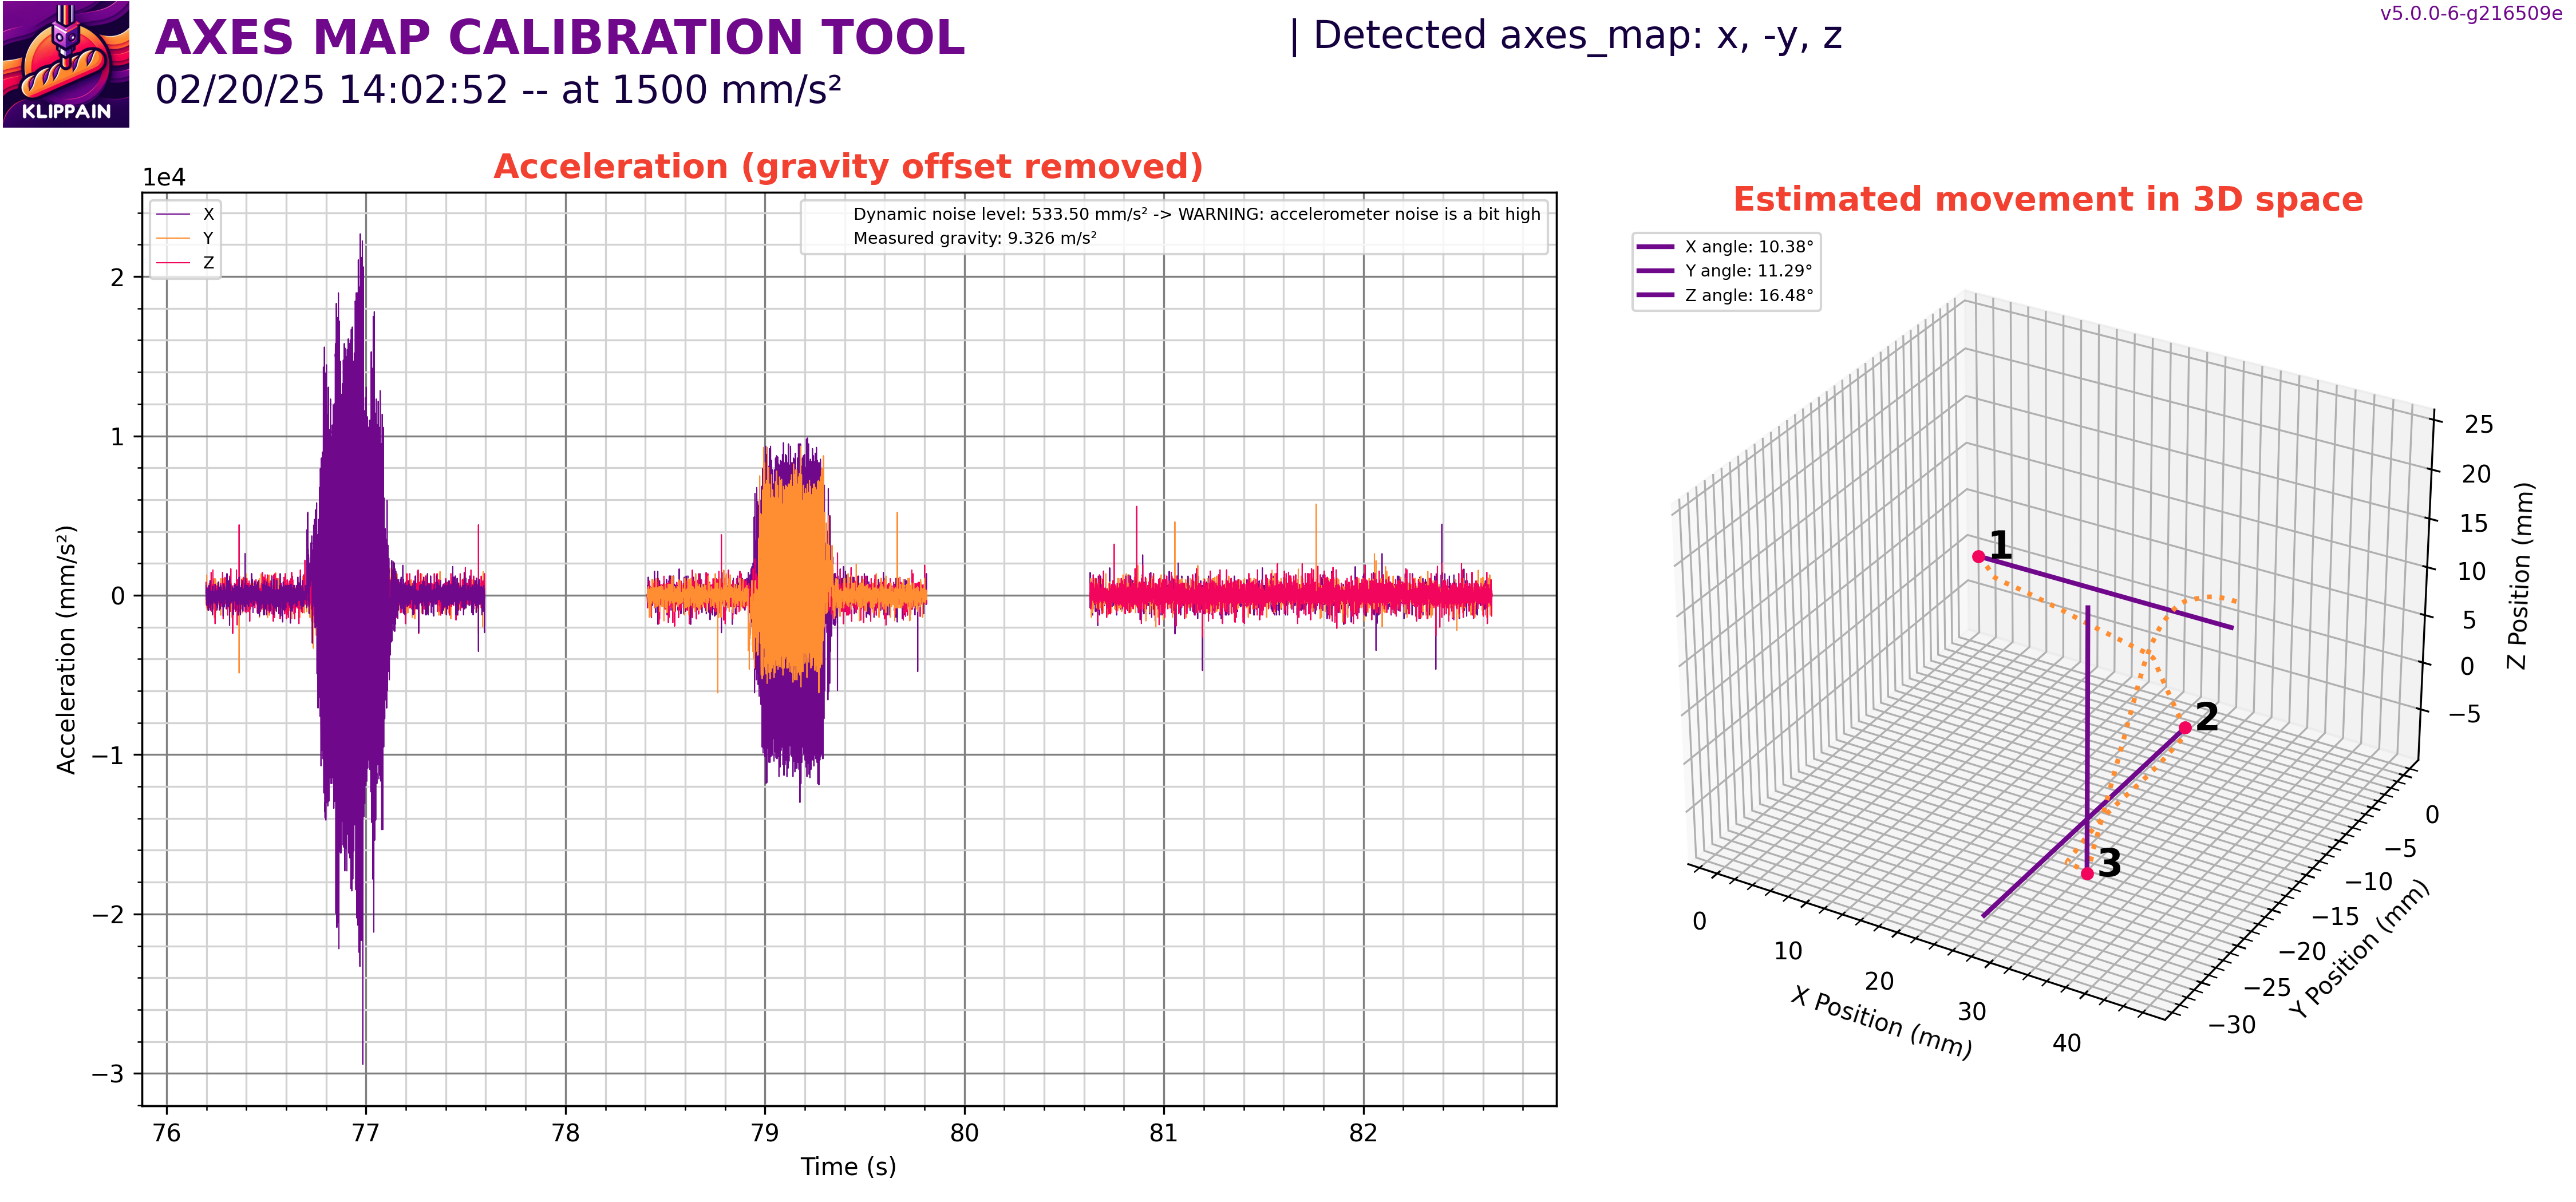 KLIPPAIN
AXES MAP CALIBRATION TOOL
02/20/25 14:02:52 -- at 1500 mm/s²
| Detected axes_map: x, -y, z
v5.0.0-6-g216509e
Acceleration (gravity offset removed)
1e4
X
Y
Z
Dynamic noise level: 533.50 mm/s² -> WARNING: accelerometer noise is a bit high
Measured gravity: 9.326 m/s²
Acceleration (mm/s²)
2
1
0
−1
−2
−3
76 77 78 79 80 81 82
Time (s)
Estimated movement in 3D space
X angle: 10.38°
Y angle: 11.29°
Z angle: 16.48°
1
2
3
0 10 20 30 40
X Position (mm)
0
−5
−10
−15
−20
−25
−30
Y Position (mm)
25
20
15
10
5
0
−5
Z Position (mm)